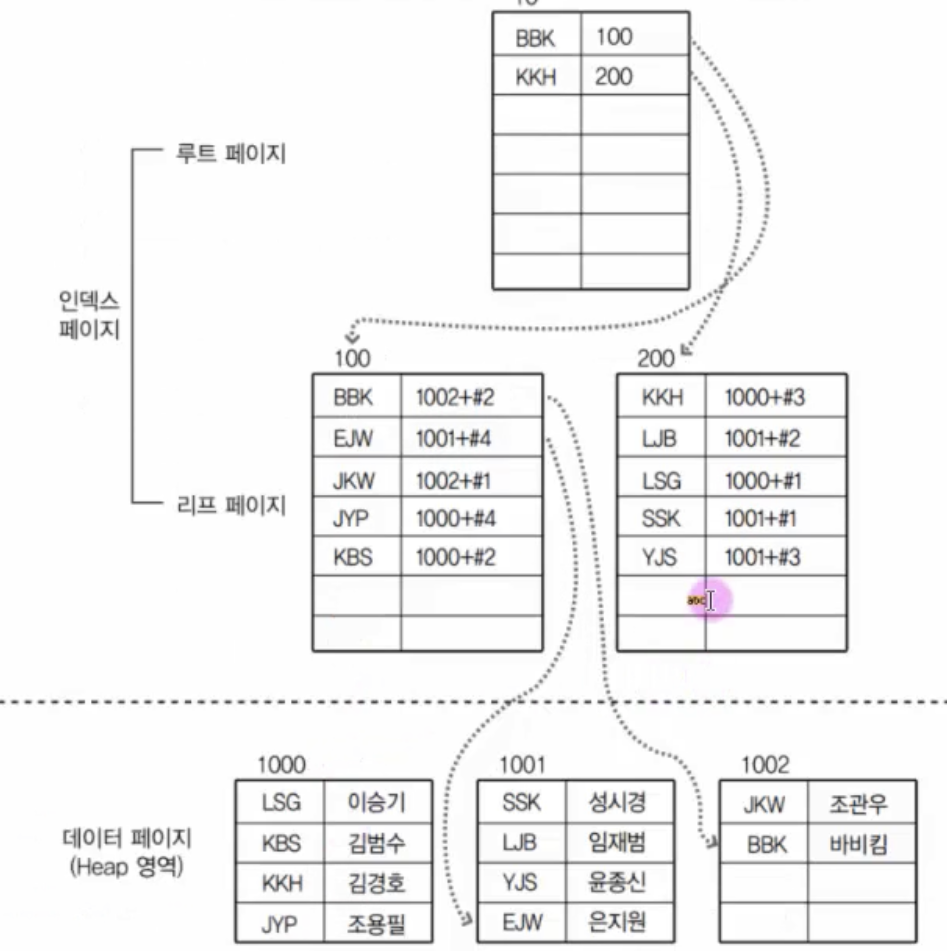 BBK 100
KKH 200
루트 페이지
인덱스
페이지
리프 페이지
100
BBK 1002+#2
EJW 1001+#4
JKW 1002+#1
JYP 1000+#4
KBS 1000+#2
200
KKH 1000+#3
LJB 1001+#2
LSG 1000+#1
SSK 1001+#1
YJS 1001+#3
데이터 페이지
(Heap 영역)
1000
LSG 이승기
KBS 김범수
KKH 김경호
JYP 조용필
1001
SSK 성시경
LJB 임재범
YJS 윤종신
EJW 은지원
1002
JKW 조관우
BBK 바비킴